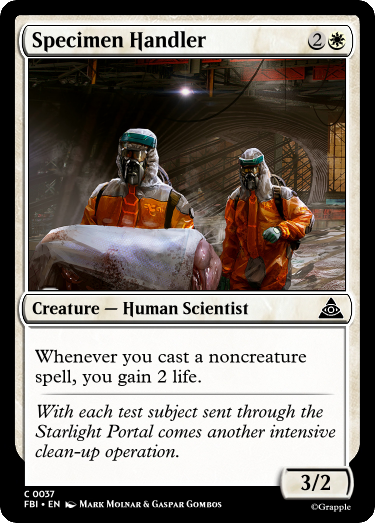 Specimen Handler 2
Creature — Human Scientist
Whenever you cast a noncreature
spell, you gain 2 life.
With each test subject sent through the
Starlight Portal comes another intensive
clean-up operation.
3/2
C 0037
FBI • EN Mark Molnar & Gaspar Gombos
©Grapple